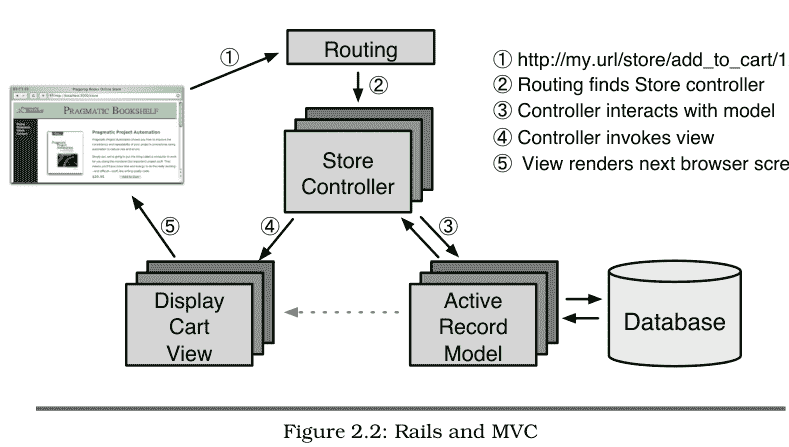 ① http://my.url/store/add_to_cart/1
② Routing finds Store controller
③ Controller interacts with model
④ Controller invokes view
⑤ View renders next browser scre
Routing
①
②
PRAGMATIC BOOKSHELF
Pragmatic Project Automation
Store
Controller
⑤
④
③
Display
Cart
View
Active
Record
Model
Database
Figure 2.2: Rails and MVC